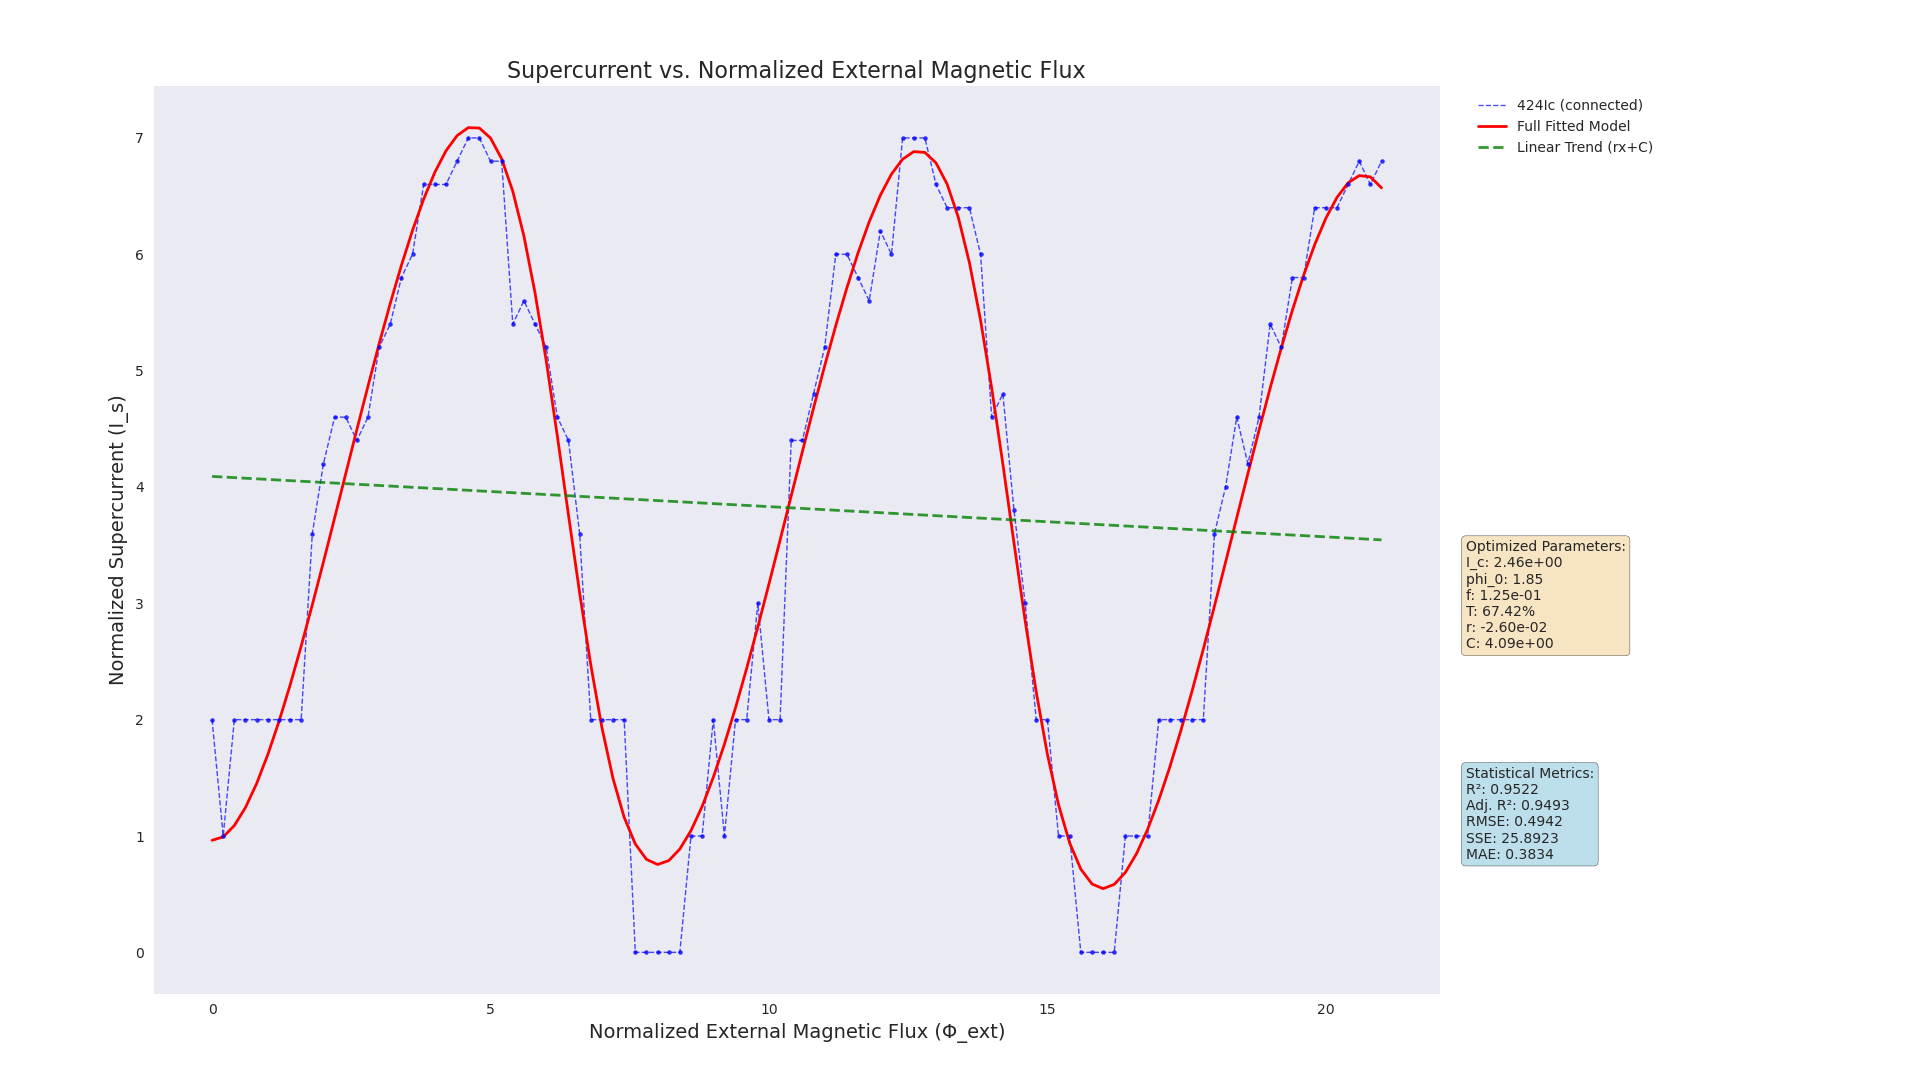 Supercurrent vs. Normalized External Magnetic Flux
424Ic (connected)
Full Fitted Model
Linear Trend (rx+C)
Normalized Supercurrent (I_s)
7
6
5
4
3
2
1
0
0
5
10
15
20
Normalized External Magnetic Flux (Φ_ext)
Optimized Parameters:
I_c: 2.46e+00
phi_0: 1.85
f: 1.25e-01
T: 67.42%
r: -2.60e-02
C: 4.09e+00
Statistical Metrics:
R²: 0.9522
Adj. R²: 0.9493
RMSE: 0.4942
SSE: 25.8923
MAE: 0.3834